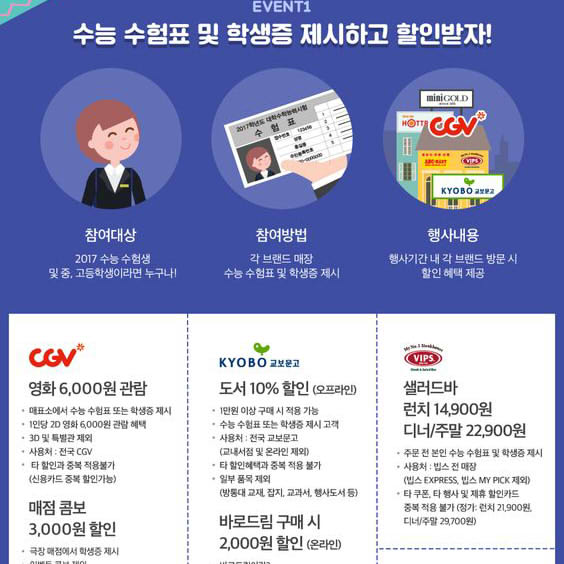 EVENT1
수능 수험표 및 학생증 제시하고 할인받자!
2017학년도 대학수학능력시험
수 험 표
수험번호 123456
성명 홍길동
miniGOLD
HOTTR
CGV
ABC-MART
VIPS
KYOBO 교보문고
참여대상
2017 수능 수험생
및 중, 고등학생이라면 누구나!
참여방법
각 브랜드 매장
수능 수험표 및 학생증 제시
행사내용
행사기간 내 각 브랜드 방문 시
할인 혜택 제공
CGV
영화 6,000원 관람
• 매표소에서 수능 수험표 또는 학생증 제시
• 1인당 2D 영화 6,000원 관람 혜택
• 3D 및 특별관 제외
• 사용처 : 전국 CGV
• 타 할인과 중복 적용불가
(신용카드 중복 할인가능)
매점 콤보
3,000원 할인
• 극장 매점에서 학생증 제시
KYOBO 교보문고
도서 10% 할인 (오프라인)
• 1만원 이상 구매 시 적용 가능
• 수능 수험표 또는 학생증 제시 고객
• 사용처 : 전국 교보문고
(교내서점 및 온라인 제외)
• 타 할인혜택과 중복 적용 불가
• 일부 품목 제외
(방통대 교재, 잡지, 교과서, 행사도서 등)
바로드림 구매 시
2,000원 할인 (온라인)
My No.1 Steakhouse
VIPS
Steak & Salad Bar
샐러드바
런치 14,900원
디너/주말 22,900원
• 주문 전 본인 수능 수험표 및 학생증 제시
• 사용처 : 빕스 전 매장
(빕스 EXPRESS, 빕스 MY PICK 제외)
• 타 쿠폰, 타 행사 및 제휴 할인카드
중복 적용 불가 (정가: 런치 21,900원,
디너/주말 29,700원)